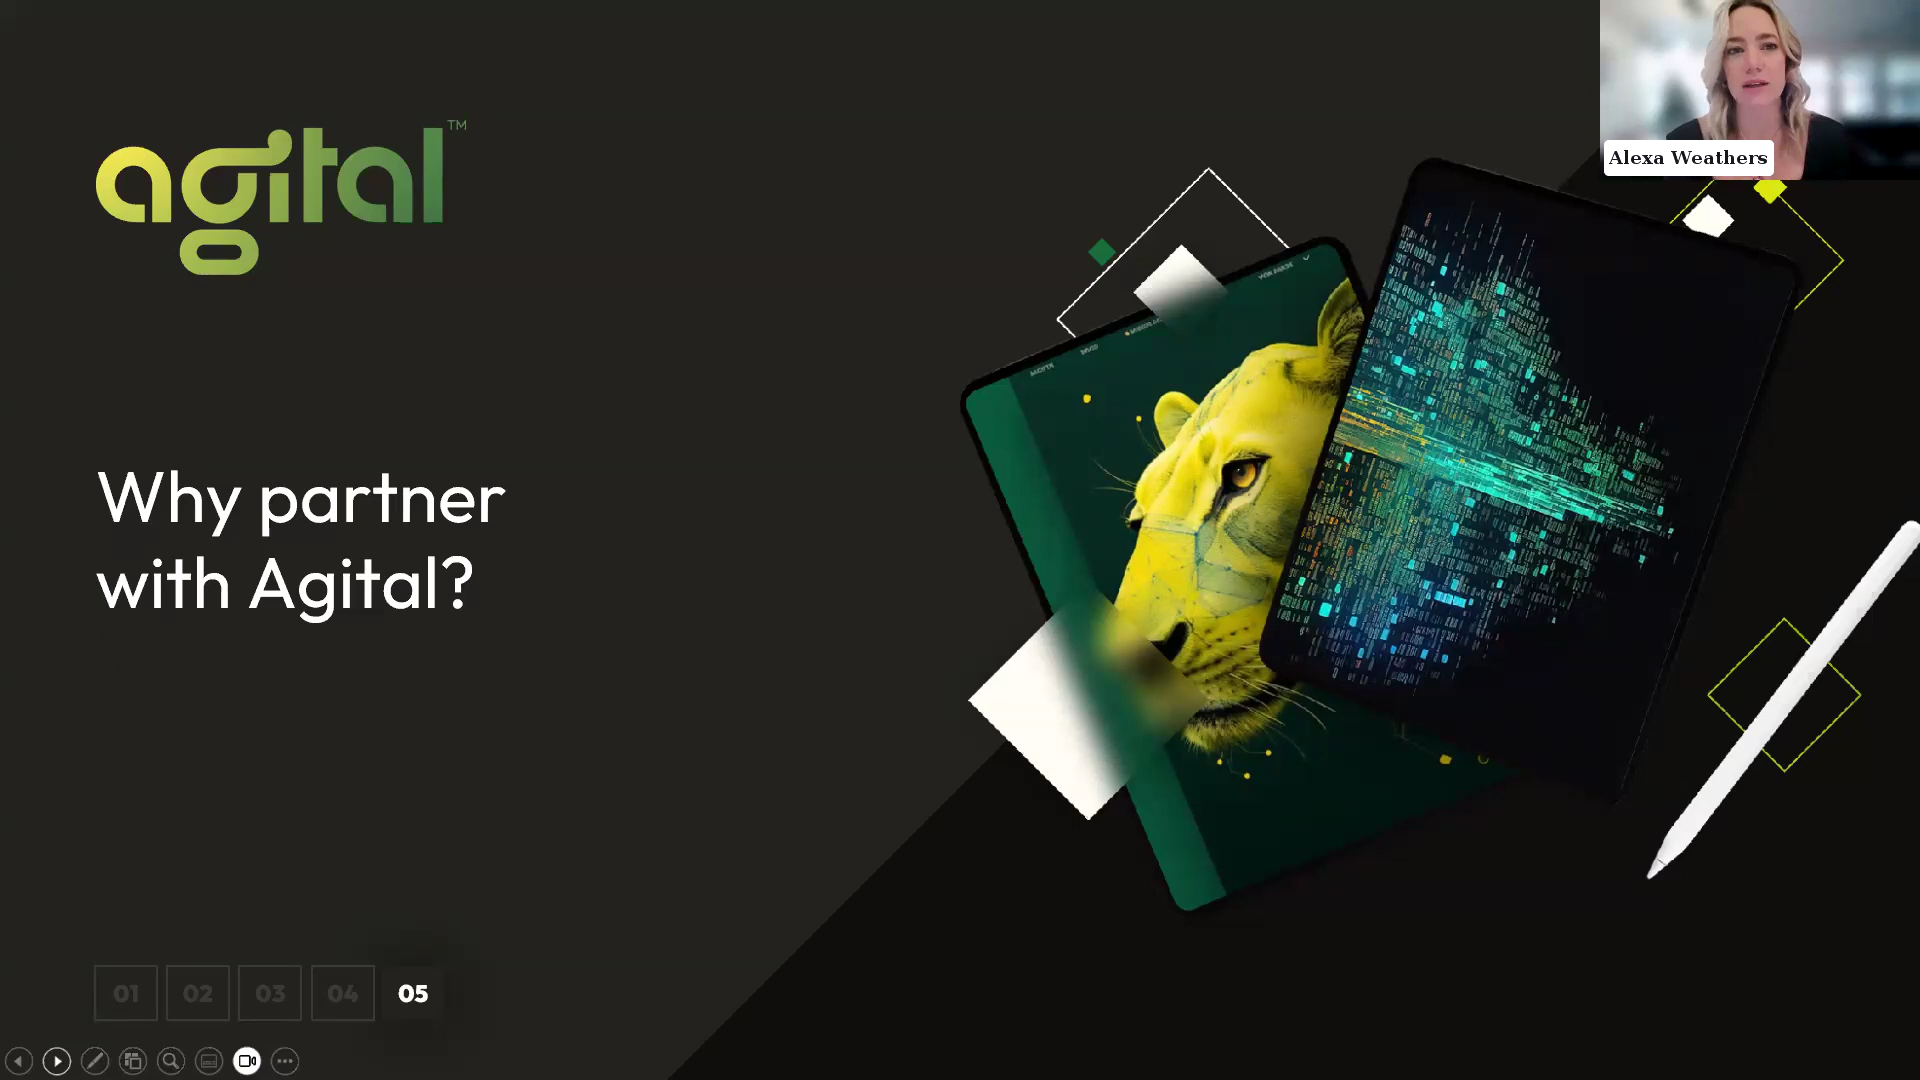 agital™
Alexa Weathers
Why partner
with Agital?
01 02 03 04 05